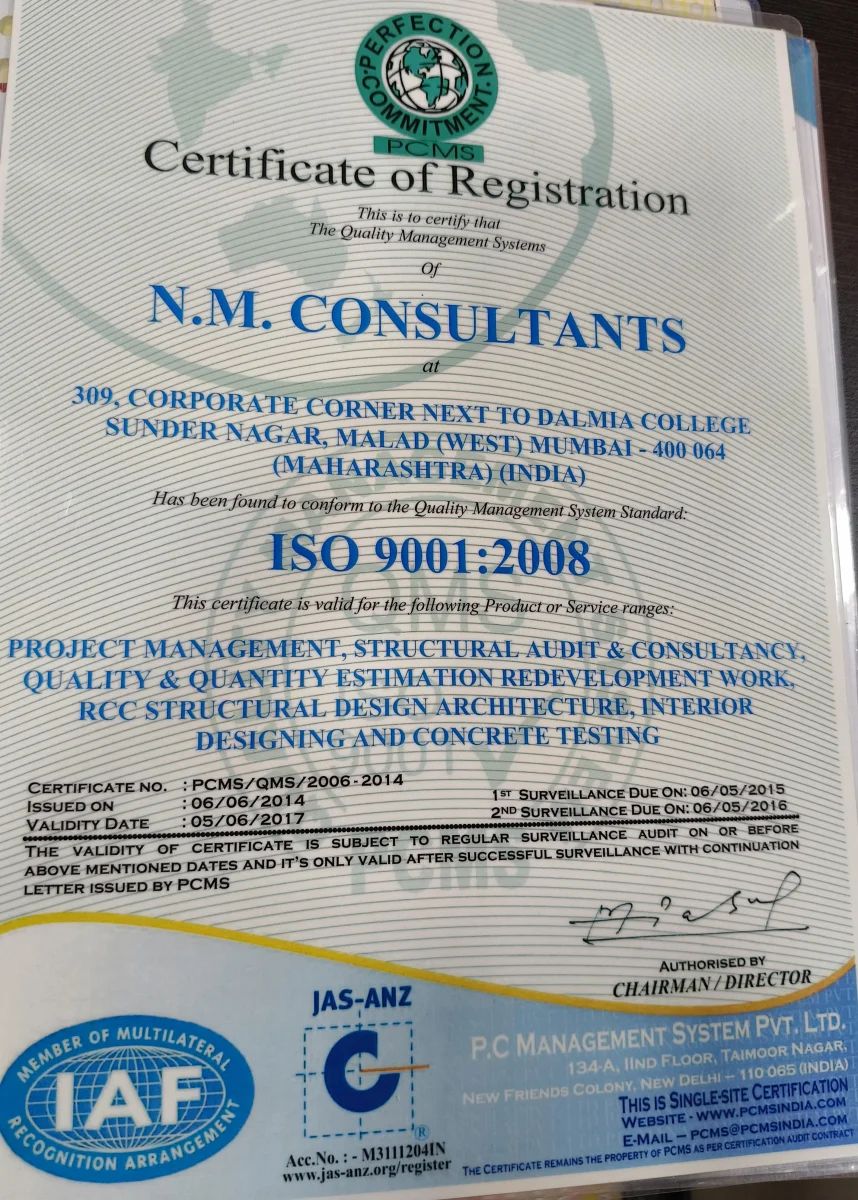 PERFECTION
COMMITMENT
PCMS
Certificate of Registration
This is to certify that
The Quality Management Systems
Of
N.M. CONSULTANTS
at
309, CORPORATE CORNER NEXT TO DALMIA COLLEGE
SUNDER NAGAR, MALAD (WEST) MUMBAI - 400 064
(MAHARASHTRA) (INDIA)
Has been found to conform to the Quality Management System Standard:
ISO 9001:2008
This certificate is valid for the following Product or Service ranges:
PROJECT MANAGEMENT, STRUCTURAL AUDIT & CONSULTANCY,
QUALITY & QUANTITY ESTIMATION REDEVELOPMENT WORK,
RCC STRUCTURAL DESIGN ARCHITECTURE, INTERIOR
DESIGNING AND CONCRETE TESTING
CERTIFICATE NO. : PCMS/QMS/2006-2014
ISSUED ON : 06/06/2014 1ST SURVEILLANCE DUE ON: 06/05/2015
VALIDITY DATE : 05/06/2017 2ND SURVEILLANCE DUE ON: 06/05/2016
THE VALIDITY OF CERTIFICATE IS SUBJECT TO REGULAR SURVEILLANCE AUDIT ON OR BEFORE
ABOVE MENTIONED DATES AND IT'S ONLY VALID AFTER SUCCESSFUL SURVEILLANCE WITH CONTINUATION
LETTER ISSUED BY PCMS
AUTHORISED BY
CHAIRMAN / DIRECTOR
MEMBER OF MULTILATERAL
IAF
RECOGNITION ARRANGEMENT
JAS-ANZ
C
®
Acc.No. : - M3111204IN
www.jas-anz.org/register
P.C MANAGEMENT SYSTEM PVT. LTD.
134-A, IIND FLOOR, TAIMOOR NAGAR,
NEW FRIENDS COLONY, NEW DELHI – 110 065 (INDIA)
THIS IS SINGLE-SITE CERTIFICATION
WEBSITE - WWW.PCMSINDIA.COM
E-MAIL – PCMS@PCMSINDIA.COM
THE CERTIFICATE REMAINS THE PROPERTY OF PCMS AS PER CERTIFICATION AUDIT CONTRACT